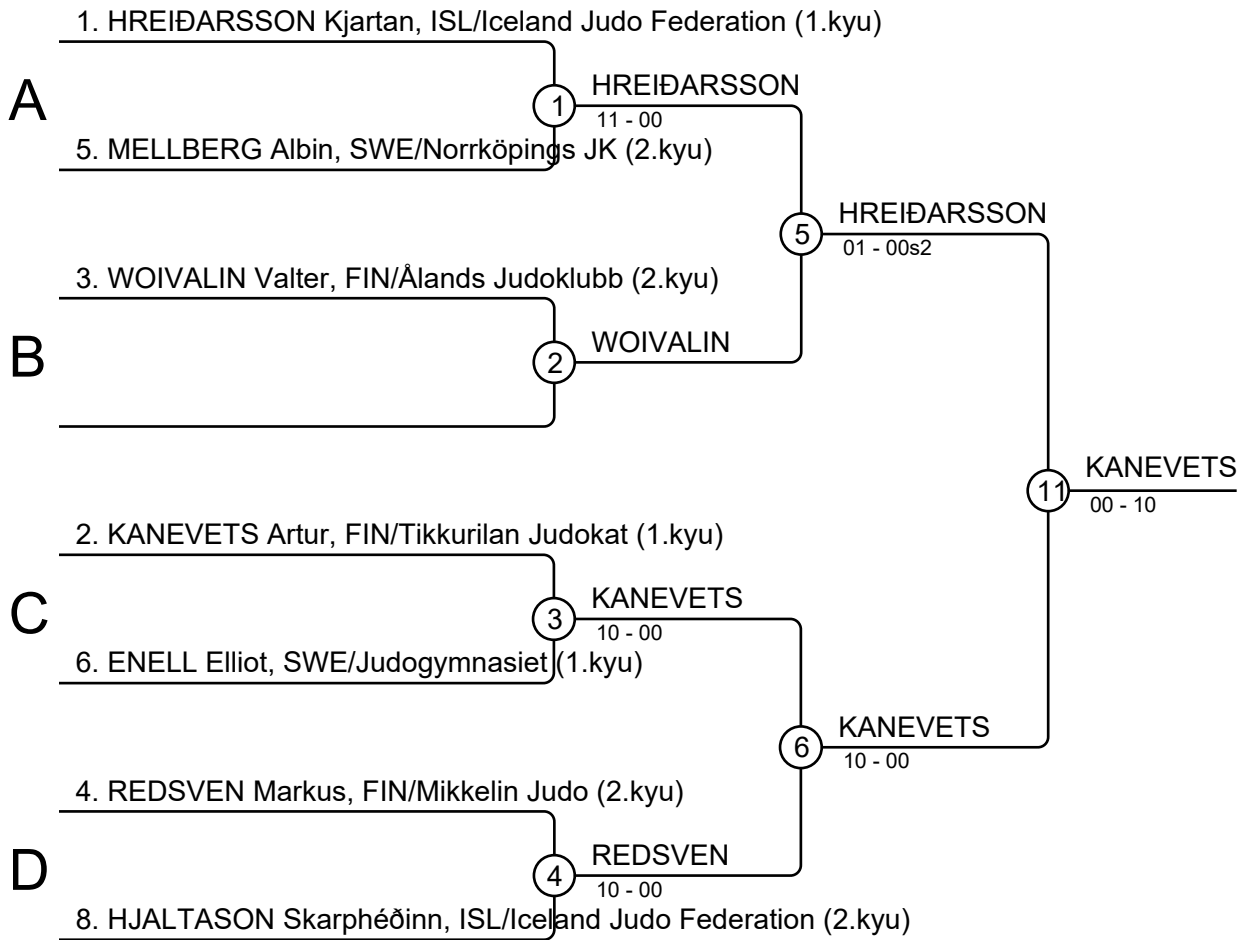 1. HREIÐARSSON Kjartan, ISL/Iceland Judo Federation (1.kyu)
A
1
HREIÐARSSON
11 - 00
5. MELLBERG Albin, SWE/Norrköpings JK (2.kyu)
5
HREIÐARSSON
01 - 00s2
3. WOIVALIN Valter, FIN/Ålands Judoklubb (2.kyu)
B
2
WOIVALIN
11
KANEVETS
00 - 10
2. KANEVETS Artur, FIN/Tikkurilan Judokat (1.kyu)
C
3
KANEVETS
10 - 00
6. ENELL Elliot, SWE/Judogymnasiet (1.kyu)
6
KANEVETS
10 - 00
4. REDSVEN Markus, FIN/Mikkelin Judo (2.kyu)
D
4
REDSVEN
10 - 00
8. HJALTASON Skarphéðinn, ISL/Iceland Judo Federation (2.kyu)